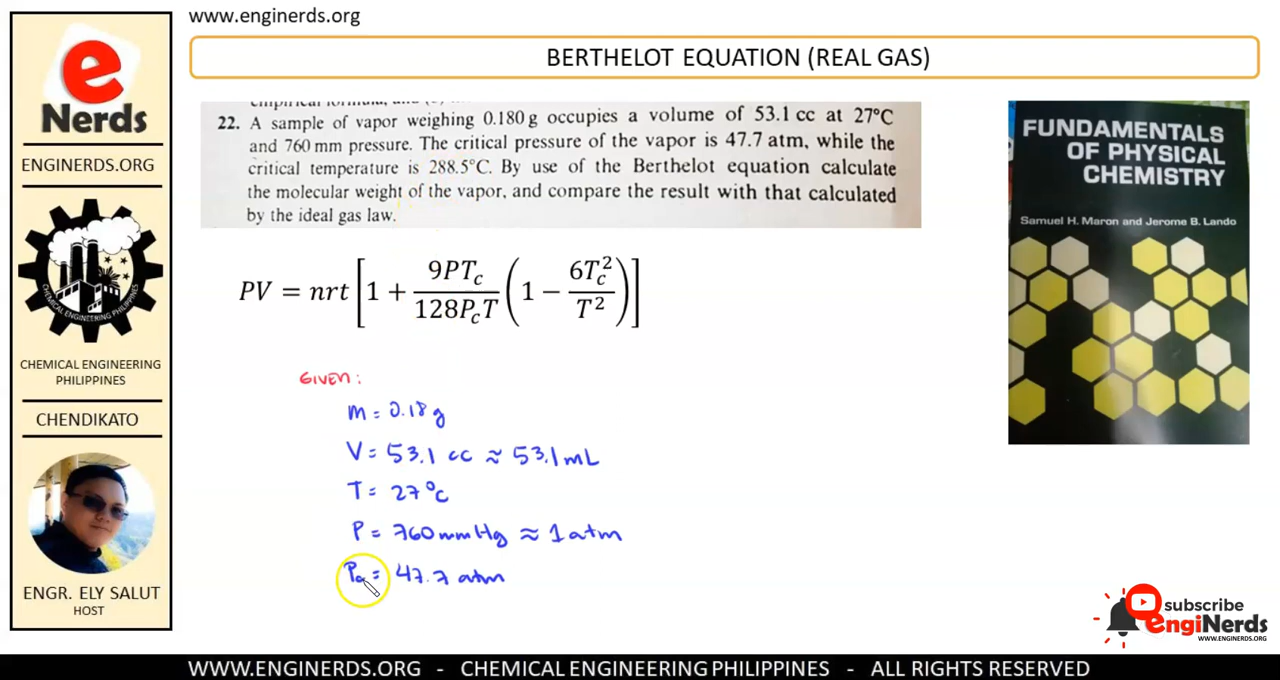 www.enginerds.org
e
Nerds
ENGINERDS.ORG
CHEMICAL ENGINEERING PHILIPPINES
CHEMICAL ENGINEERING
PHILIPPINES
CHENDIKATO
ENGR. ELY SALUT
HOST
BERTHELOT EQUATION (REAL GAS)
22. A sample of vapor weighing 0.180 g occupies a volume of 53.1 cc at 27°C
and 760 mm pressure. The critical pressure of the vapor is 47.7 atm, while the
critical temperature is 288.5°C. By use of the Berthelot equation calculate
the molecular weight of the vapor, and compare the result with that calculated
by the ideal gas law.
PV = nrt [1 + 9PTc/128PcT (1 − 6Tc²/T²)]
GIVEN:
m = 0.18 g
V = 53.1 cc ≈ 53.1 mL
T = 27°C
P = 760 mmHg ≈ 1 atm
Pc = 47.7 atm
FUNDAMENTALS
OF PHYSICAL
CHEMISTRY
Samuel H. Maron and Jerome B. Lando
subscribe
engiNerds
WWW.ENGINERDS.ORG
WWW.ENGINERDS.ORG - CHEMICAL ENGINEERING PHILIPPINES - ALL RIGHTS RESERVED